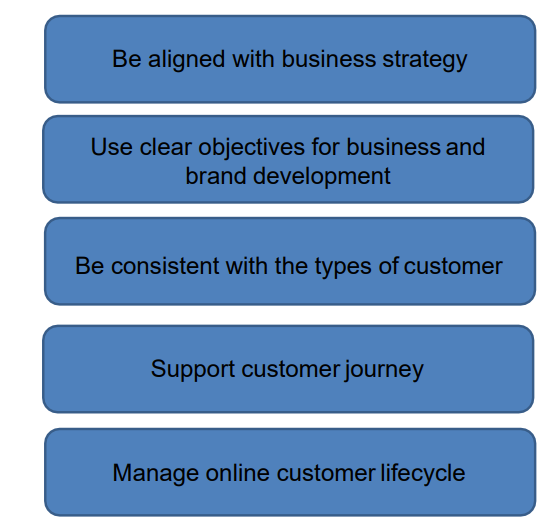 Be aligned with business strategy
Use clear objectives for business and
brand development
Be consistent with the types of customer
Support customer journey
Manage online customer lifecycle